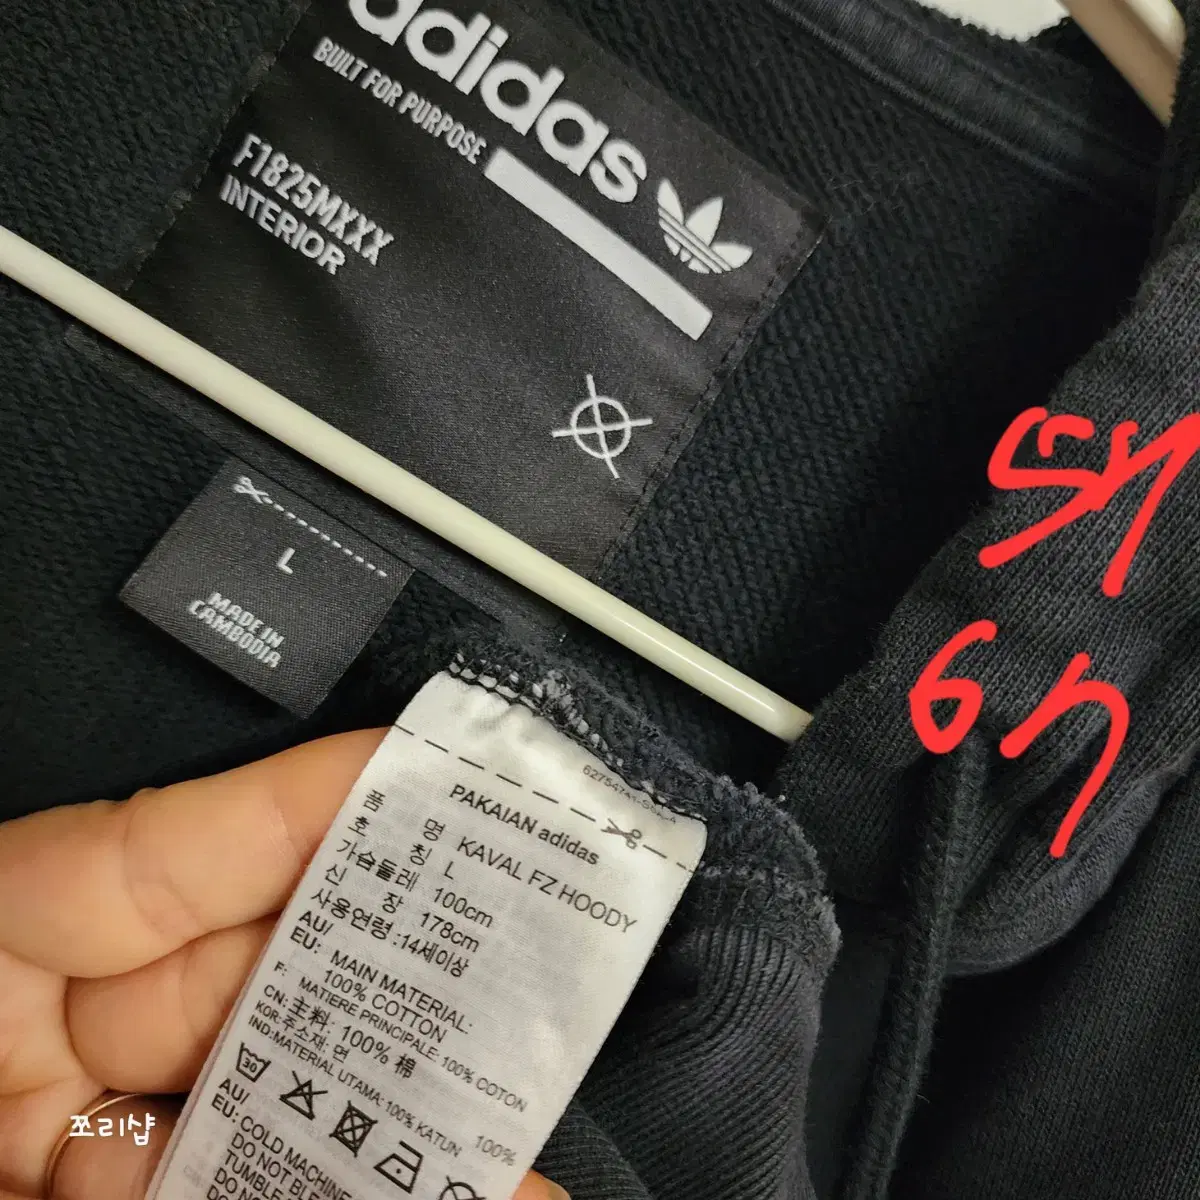 adidas
BUILT FOR PURPOSE
F1825MXXX
INTERIOR
L
MADE IN
CAMBODIA
PAKAIAN adidas
품 명 KAVAL FZ HOODY
호 칭 L
가슴둘레 100cm
신 장 178cm
사용연령 :14세이상
AU/
EU: MAIN MATERIAL:
100% COTTON
F: MATIERE PRINCIPALE: 100% COTON
CN: 主料: 100% 棉
KOR: 주소재: 면 100%
IND: MATERIAL UTAMA: 100% KATUN
30
AU/
EU: COLD MACHINE
DO NOT BLE
TUMBLE
DO NOT
쪼리샵